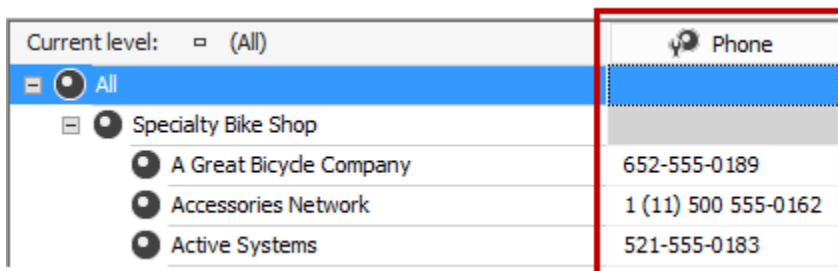 Current level: (All) Phone
All
Specialty Bike Shop
A Great Bicycle Company 652-555-0189
Accessories Network 1 (11) 500 555-0162
Active Systems 521-555-0183